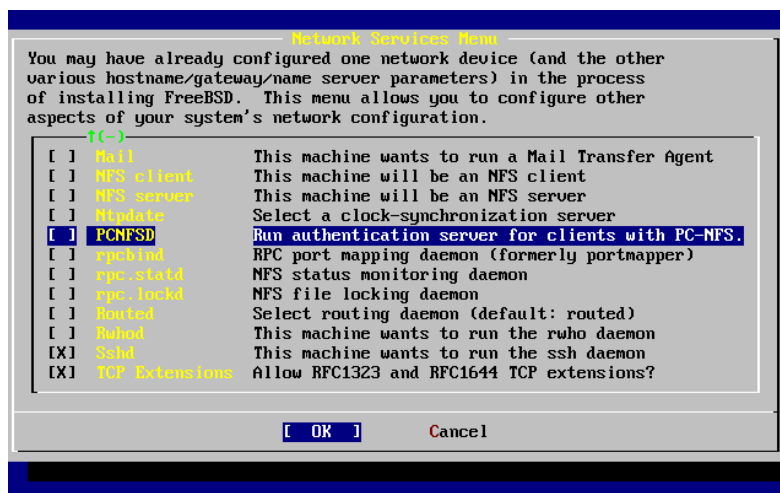 Network Services Menu
You may have already configured one network device (and the other
various hostname/gateway/name server parameters) in the process
of installing FreeBSD.  This menu allows you to configure other
aspects of your system's network configuration.
↑(-)
[ ] Mail This machine wants to run a Mail Transfer Agent
[ ] NFS client This machine will be an NFS client
[ ] NFS server This machine will be an NFS server
[ ] Ntpdate Select a clock-synchronization server
[ ] PCNFSD Run authentication server for clients with PC-NFS.
[ ] rpcbind RPC port mapping daemon (formerly portmapper)
[ ] rpc.statd NFS status monitoring daemon
[ ] rpc.lockd NFS file locking daemon
[ ] Routed Select routing daemon (default: routed)
[ ] Rwhod This machine wants to run the rwho daemon
[X] Sshd This machine wants to run the ssh daemon
[X] TCP Extensions Allow RFC1323 and RFC1644 TCP extensions?
[ OK ] Cancel